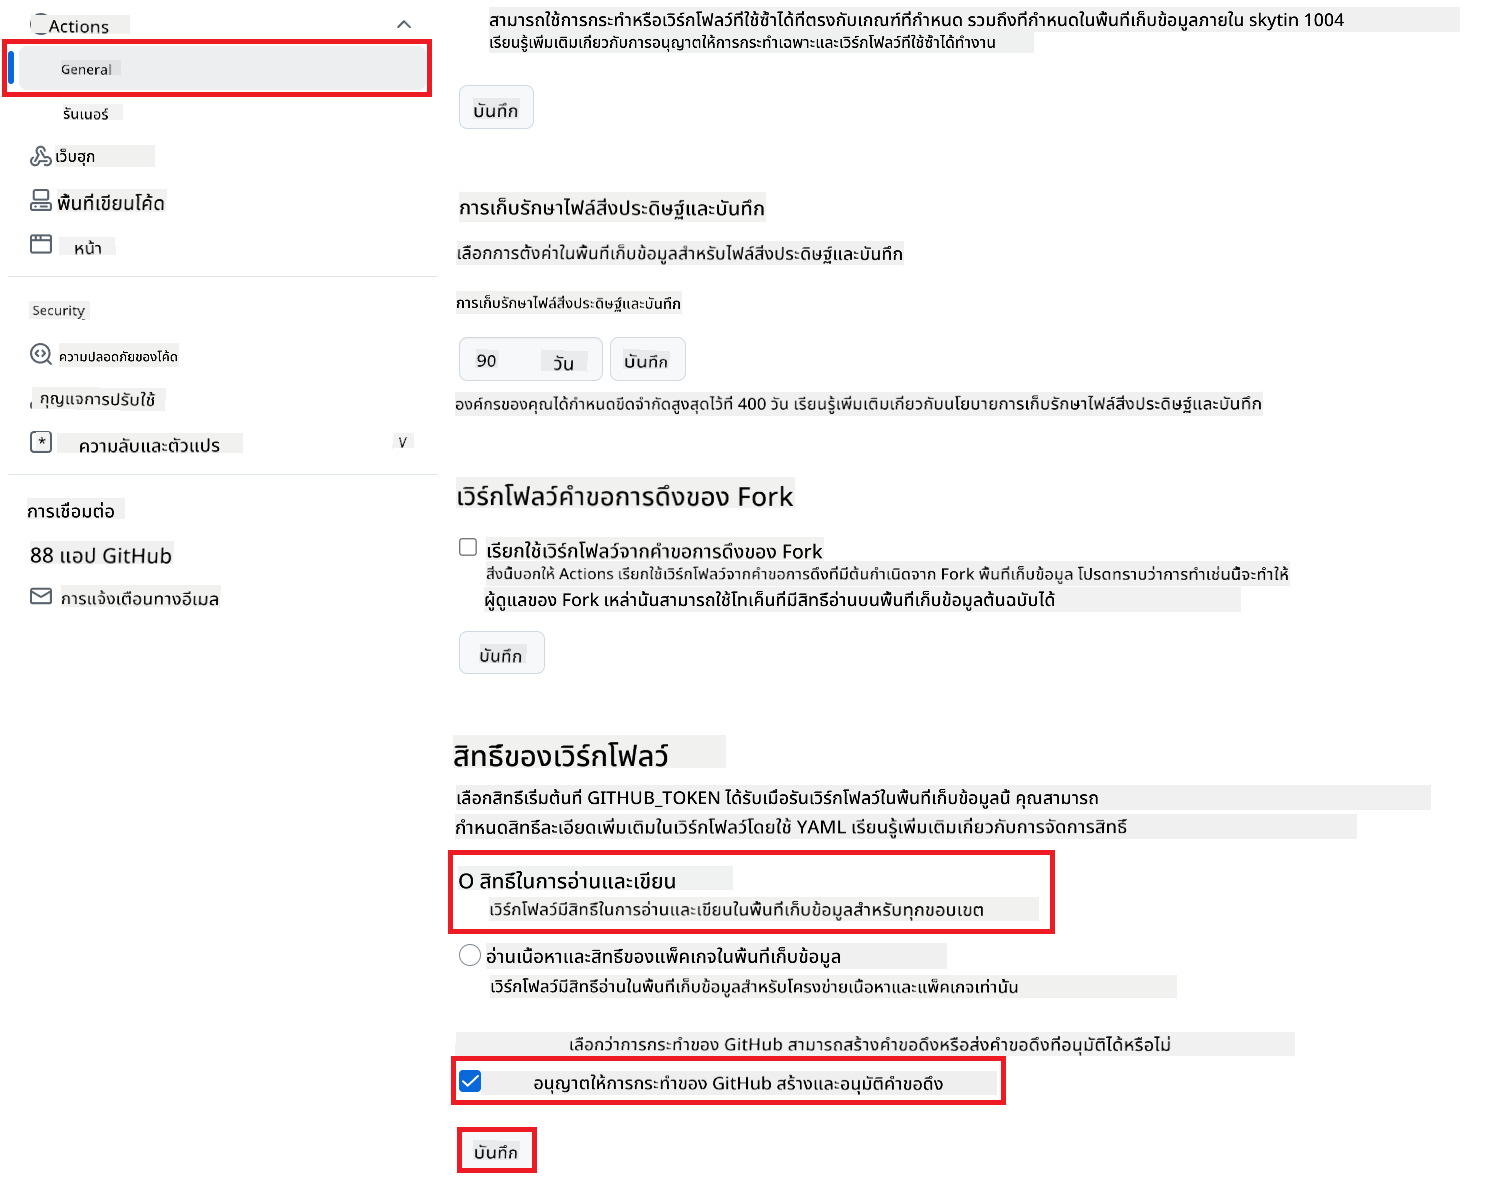 Actions
General
รันเนอร์
เว็บฮุก
พื้นที่เขียนโค้ด
หน้า
Security
ความปลอดภัยของโค้ด
กุญแจการปรับใช้
ความลับและตัวแปร
V
การเชื่อมต่อ
88 แอป GitHub
การแจ้งเตือนทางอีเมล
สามารถใช้การกระทำหรือเวิร์กโฟลว์ที่ใช้ซ้ำได้ที่ตรงกับเกณฑ์ที่กำหนด รวมถึงที่กำหนดในพื้นที่เก็บข้อมูลภายใน skytin 1004
เรียนรู้เพิ่มเติมเกี่ยวกับการอนุญาตให้การกระทำเฉพาะและเวิร์กโฟลว์ที่ใช้ซ้ำได้ทำงาน
บันทึก
การเก็บรักษาไฟล์สิ่งประดิษฐ์และบันทึก
เลือกการตั้งค่าในพื้นที่เก็บข้อมูลสำหรับไฟล์สิ่งประดิษฐ์และบันทึก
การเก็บรักษาไฟล์สิ่งประดิษฐ์และบันทึก
90 วัน บันทึก
องค์กรของคุณได้กำหนดขีดจำกัดสูงสุดไว้ที่ 400 วัน เรียนรู้เพิ่มเติมเกี่ยวกับนโยบายการเก็บรักษาไฟล์สิ่งประดิษฐ์และบันทึก
เวิร์กโฟลว์คำขอการดึงของ Fork
เรียกใช้เวิร์กโฟลว์จากคำขอการดึงของ Fork
สิ่งนี้บอกให้ Actions เรียกใช้เวิร์กโฟลว์จากคำขอการดึงที่มีต้นกำเนิดจาก Fork พื้นที่เก็บข้อมูล โปรดทราบว่าการทำเช่นนี้จะทำให้
ผู้ดูแลของ Fork เหล่านั้นสามารถใช้โทเค็นที่มีสิทธิ์อ่านบนพื้นที่เก็บข้อมูลต้นฉบับได้
บันทึก
สิทธิ์ของเวิร์กโฟลว์
เลือกสิทธิ์เริ่มต้นที่ GITHUB_TOKEN ได้รับเมื่อรันเวิร์กโฟลว์ในพื้นที่เก็บข้อมูลนี้ คุณสามารถ
กำหนดสิทธิ์ละเอียดเพิ่มเติมในเวิร์กโฟลว์โดยใช้ YAML เรียนรู้เพิ่มเติมเกี่ยวกับการจัดการสิทธิ์
O สิทธิ์ในการอ่านและเขียน
เวิร์กโฟลว์มีสิทธิ์ในการอ่านและเขียนในพื้นที่เก็บข้อมูลสำหรับทุกขอบเขต
อ่านเนื้อหาและสิทธิ์ของแพ็คเกจในพื้นที่เก็บข้อมูล
เวิร์กโฟลว์มีสิทธิ์อ่านในพื้นที่เก็บข้อมูลสำหรับโครงข่ายเนื้อหาและแพ็คเกจเท่านั้น
เลือกว่าการกระทำของ GitHub สามารถสร้างคำขอดึงหรือส่งคำขอดึงที่อนุมัติได้หรือไม่
อนุญาตให้การกระทำของ GitHub สร้างและอนุมัติคำขอดึง
บันทึก